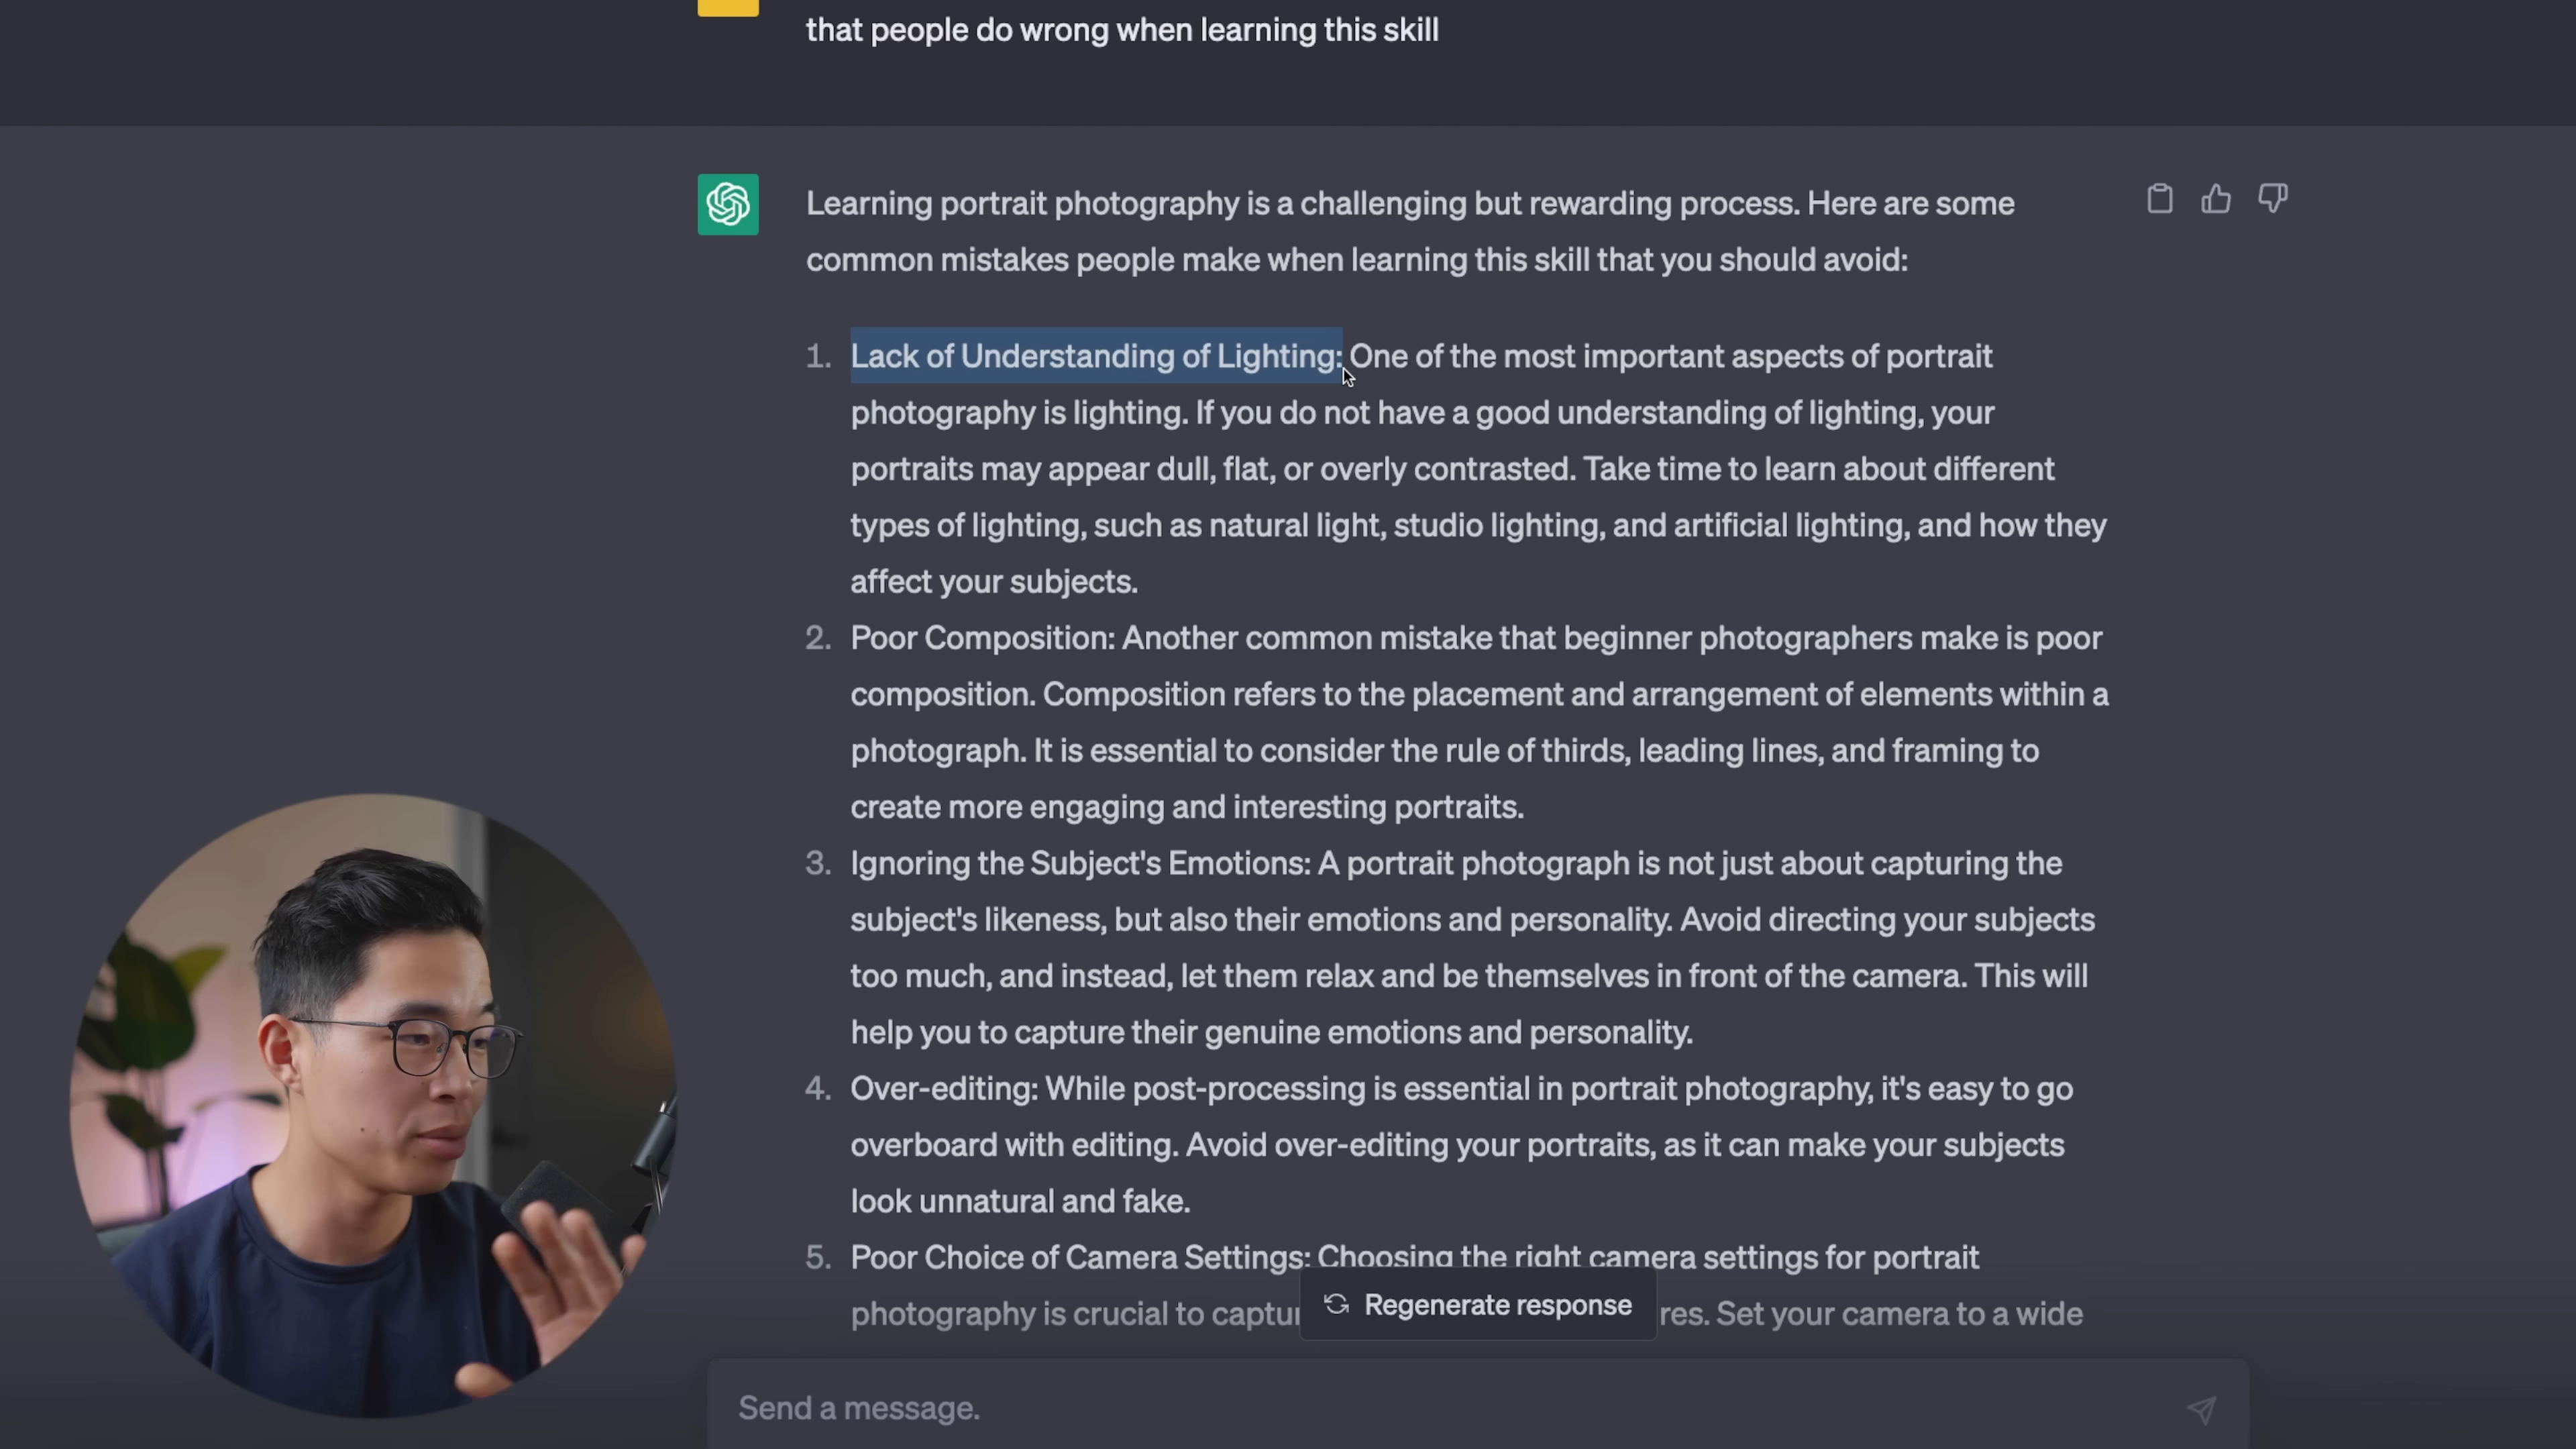 that people do wrong when learning this skill
Learning portrait photography is a challenging but rewarding process. Here are some
common mistakes people make when learning this skill that you should avoid:
1. Lack of Understanding of Lighting: One of the most important aspects of portrait
photography is lighting. If you do not have a good understanding of lighting, your
portraits may appear dull, flat, or overly contrasted. Take time to learn about different
types of lighting, such as natural light, studio lighting, and artificial lighting, and how they
affect your subjects.
2. Poor Composition: Another common mistake that beginner photographers make is poor
composition. Composition refers to the placement and arrangement of elements within a
photograph. It is essential to consider the rule of thirds, leading lines, and framing to
create more engaging and interesting portraits.
3. Ignoring the Subject's Emotions: A portrait photograph is not just about capturing the
subject's likeness, but also their emotions and personality. Avoid directing your subjects
too much, and instead, let them relax and be themselves in front of the camera. This will
help you to capture their genuine emotions and personality.
4. Over-editing: While post-processing is essential in portrait photography, it's easy to go
overboard with editing. Avoid over-editing your portraits, as it can make your subjects
look unnatural and fake.
5. Poor Choice of Camera Settings: Choosing the right camera settings for portrait
photography is crucial to captu res. Set your camera to a wide
Regenerate response
Send a message.